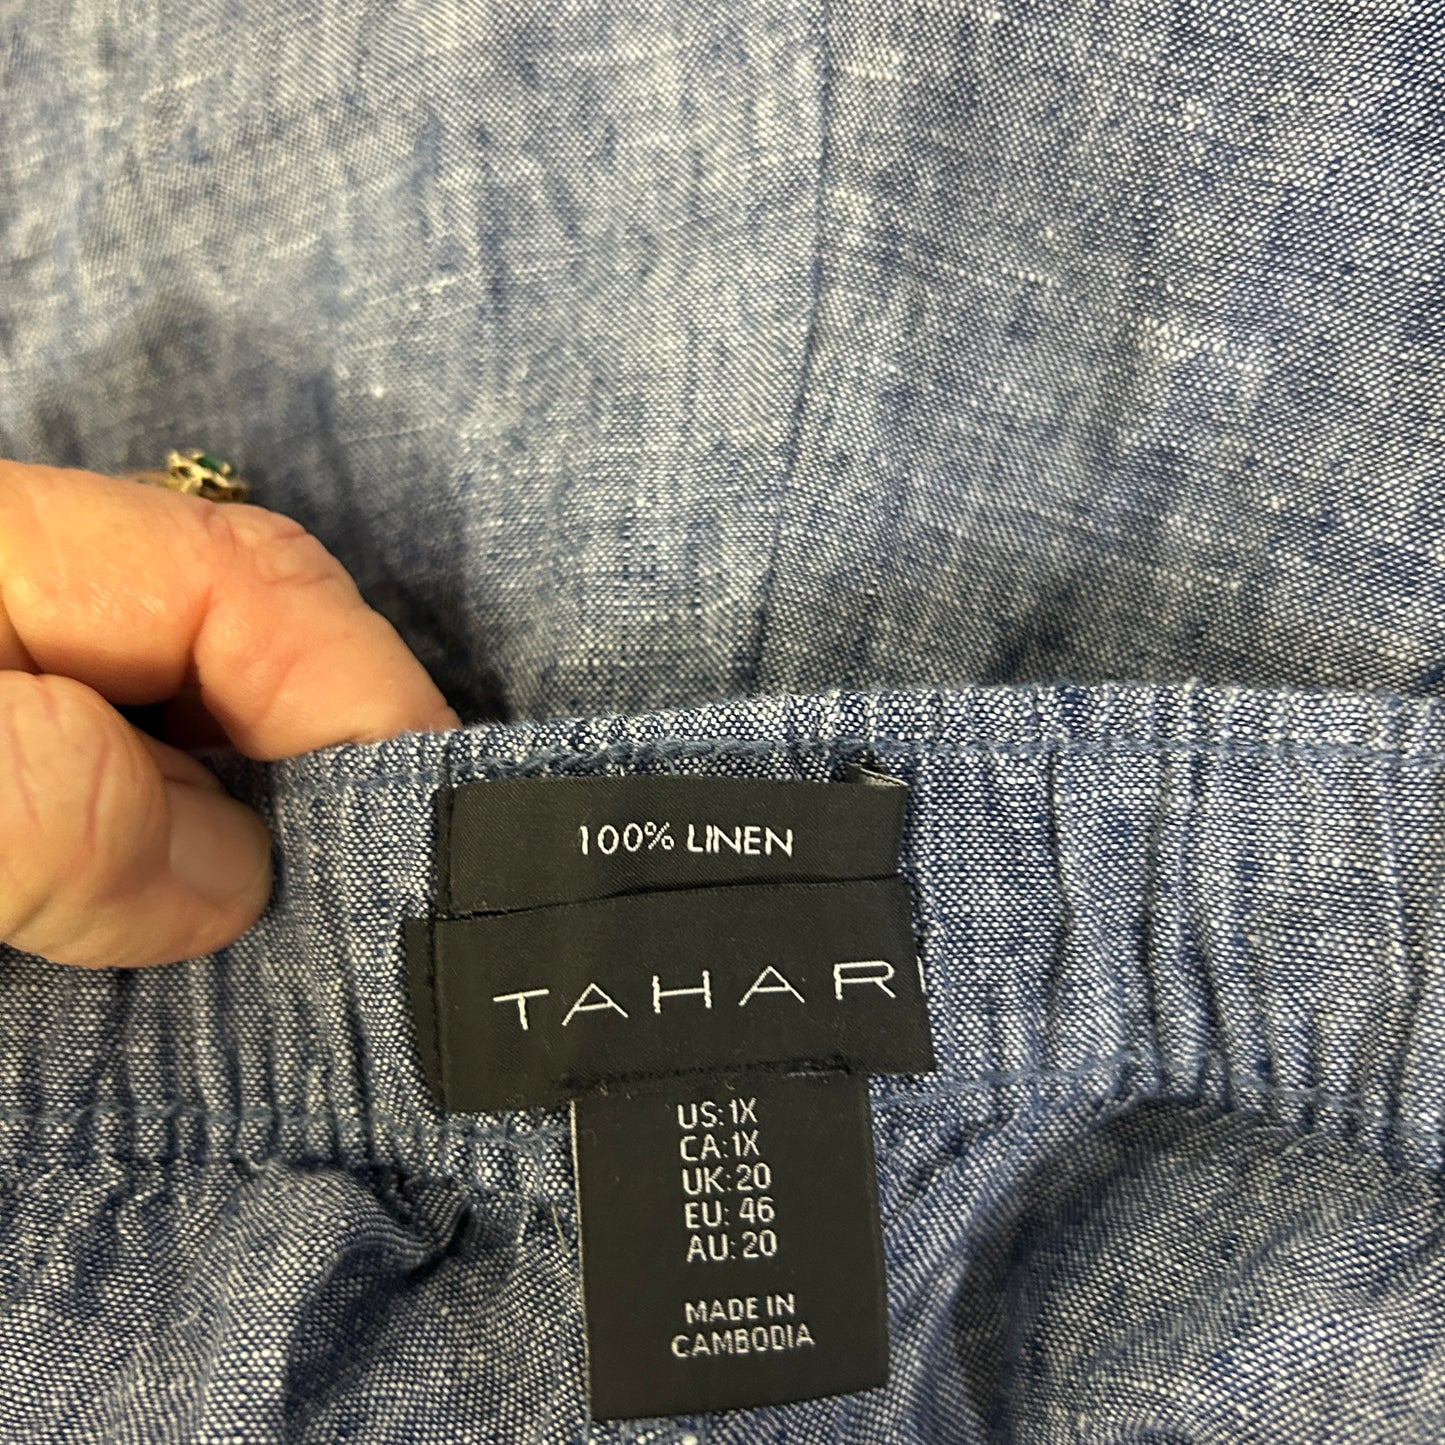 100% LINEN
TAHARI
US: 1X
CA: 1X
UK: 20
EU: 46
AU: 20
MADE IN
CAMBODIA